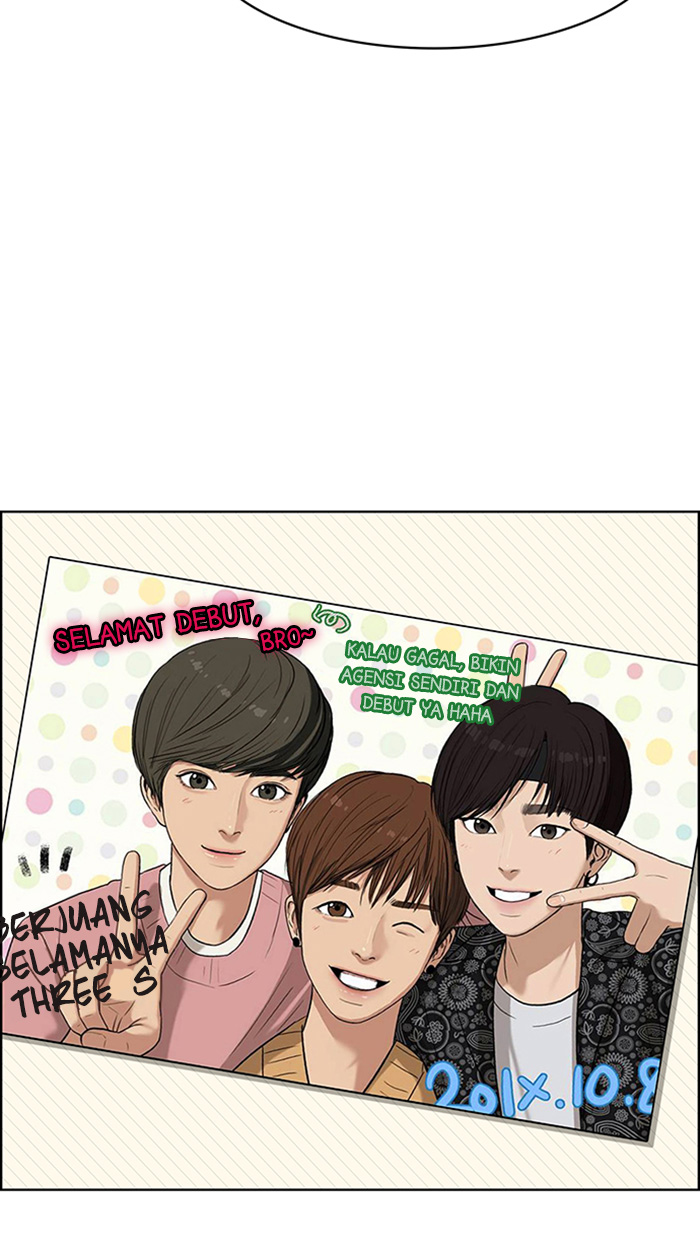 SELAMAT DEBUT,
BRO~
KALAU GAGAL, BIKIN
AGENSI SENDIRI DAN
DEBUT YA HAHA
BERJUANG
SELAMANYA
THREE S
201X.10.8